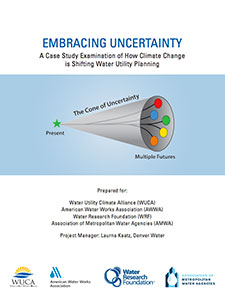 EMBRACING UNCERTAINTY
A Case Study Examination of How Climate Change
is Shifting Water Utility Planning
The Cone of Uncertainty
Present
Multiple Futures
Prepared for:
Water Utility Climate Alliance (WUCA)
American Water Works Association (AWWA)
Water Research Foundation (WRF)
Association of Metropolitan Water Agencies (AMWA)
Project Manager: Laurna Kaatz, Denver Water
WUCA
American Water Works
Association
Water
Research
Foundation
ASSOCIATION OF
METROPOLITAN
WATER AGENCIES